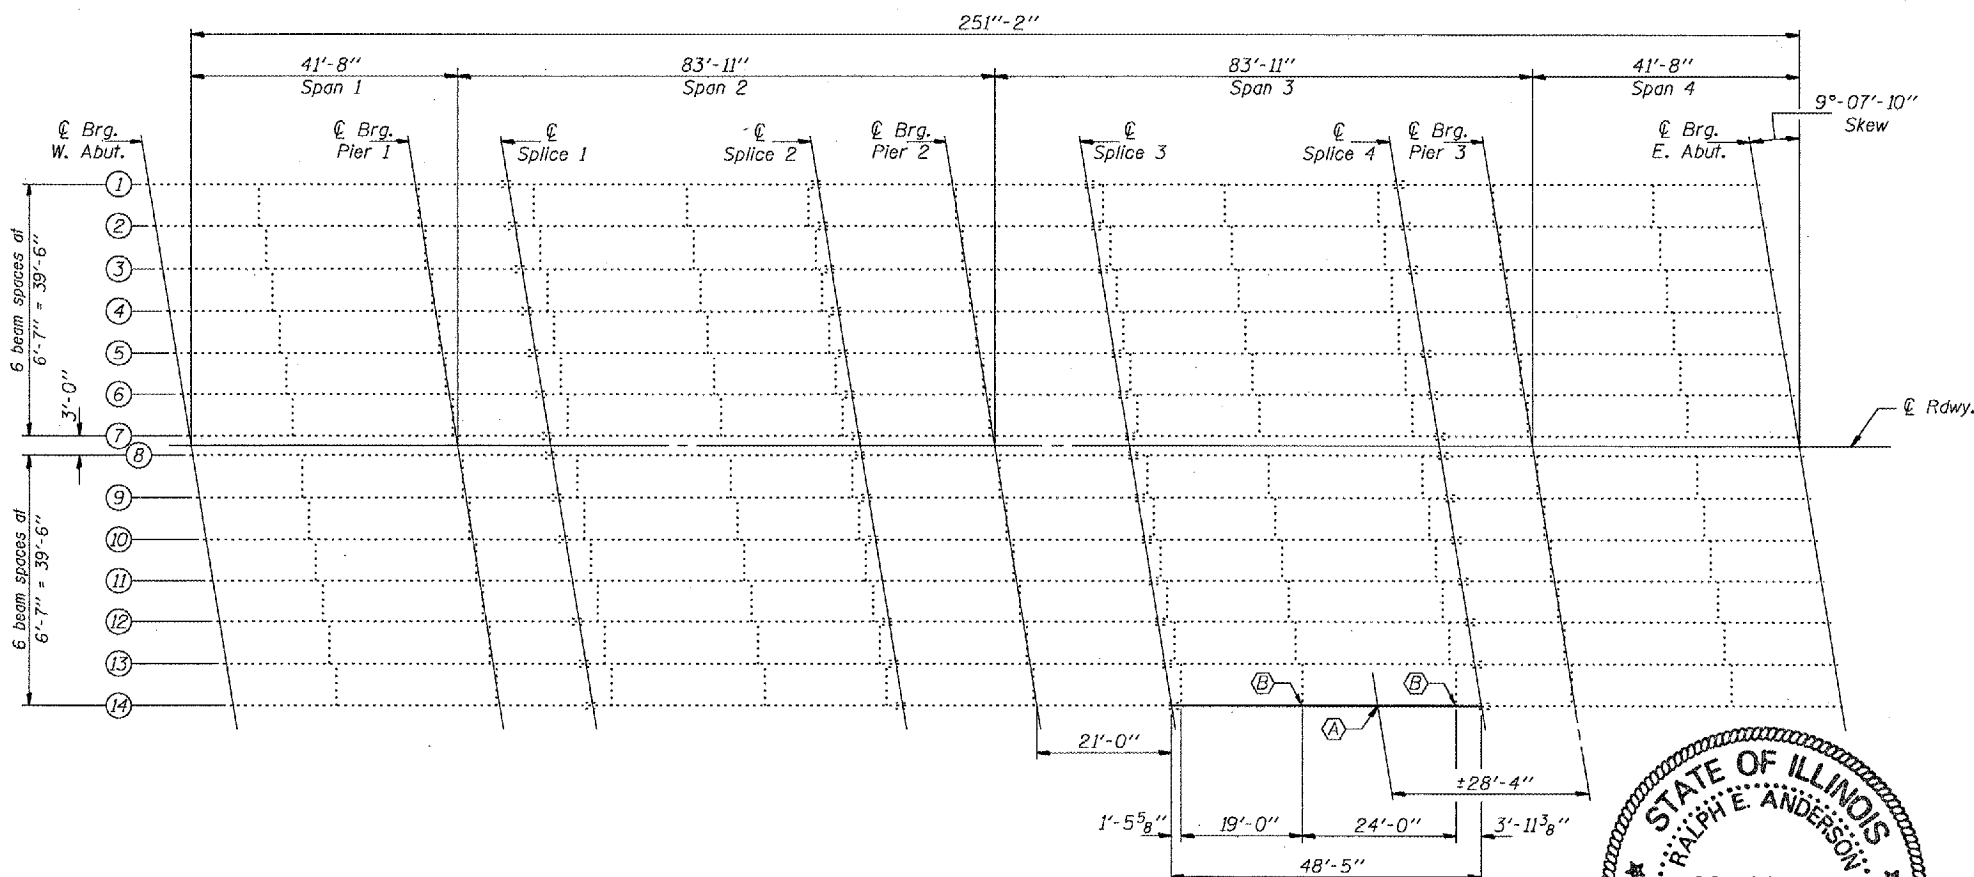 251''-2''
41'-8''
Span 1
83'-11''
Span 2
83'-11''
Span 3
41'-8''
Span 4
9°-07'-10''
Skew
℄ Brg.
W. Abut.
℄ Brg.
Pier 1
℄
Splice 1
℄
Splice 2
℄ Brg.
Pier 2
℄
Splice 3
℄
Splice 4
℄ Brg.
Pier 3
℄ Brg.
E. Abut.
6 beam spaces at
6'-7'' = 39'-6''
3'-0''
1
2
3
4
5
6
7
8
9
10
11
12
13
14
℄ Rdwy.
6 beam spaces at
6'-7'' = 39'-6''
B
B
A
21'-0''
±28'-4''
1'-5 5/8''
19'-0''
24'-0''
3'-11 3/8''
48'-5''
STATE OF ILLINOIS
RALPH E. ANDERSON